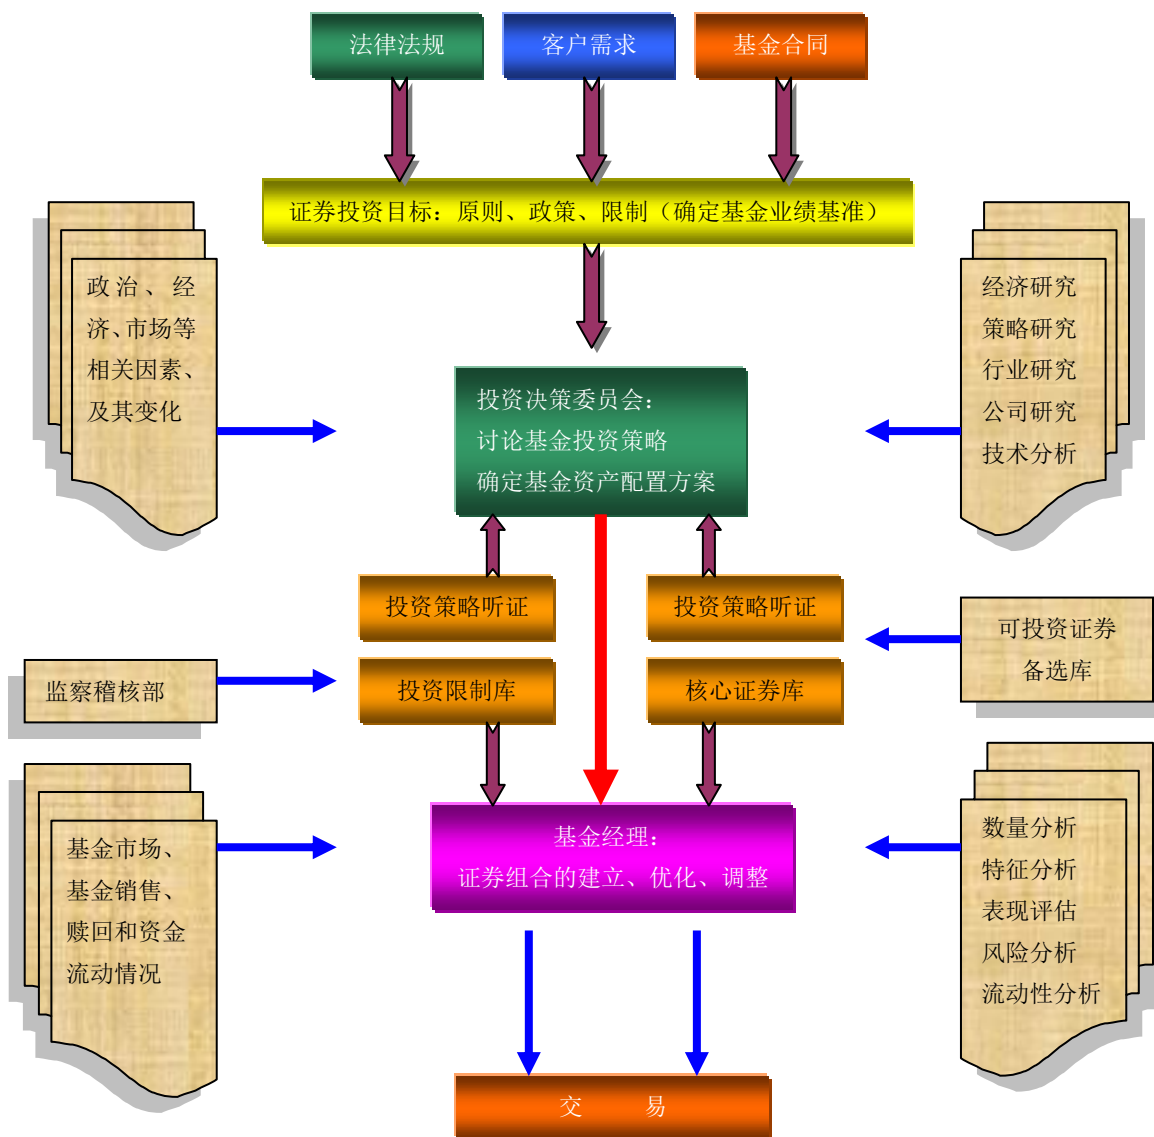 法律法规
客户需求
基金合同
证券投资目标：原则、政策、限制（确定基金业绩基准）
政治、经
济、市场等
相关因素、
及其变化
经济研究
策略研究
行业研究
公司研究
技术分析
投资决策委员会：
讨论基金投资策略
确定基金资产配置方案
投资策略听证
投资策略听证
可投资证券
备选库
监察稽核部
投资限制库
核心证券库
基金市场、
基金销售、
赎回和资金
流动情况
基金经理：
证券组合的建立、优化、调整
数量分析
特征分析
表现评估
风险分析
流动性分析
交 易